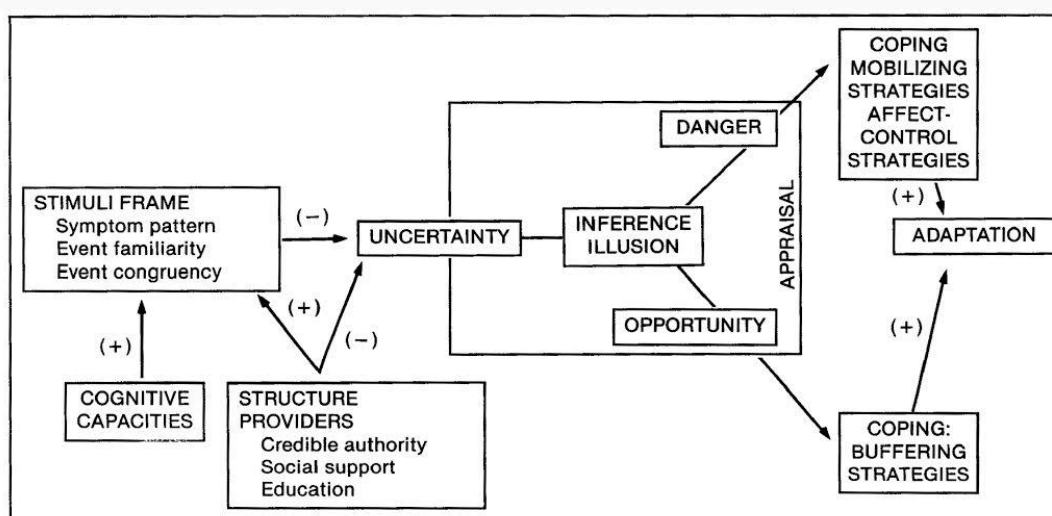 STIMULI FRAME
Symptom pattern
Event familiarity
Event congruency
(+)
COGNITIVE
CAPACITIES
(-)
(+)
(-)
STRUCTURE
PROVIDERS
Credible authority
Social support
Education
UNCERTAINTY
INFERENCE
ILLUSION
DANGER
OPPORTUNITY
APPRAISAL
COPING
MOBILIZING
STRATEGIES
AFFECT-
CONTROL
STRATEGIES
(+)
ADAPTATION
(+)
COPING:
BUFFERING
STRATEGIES